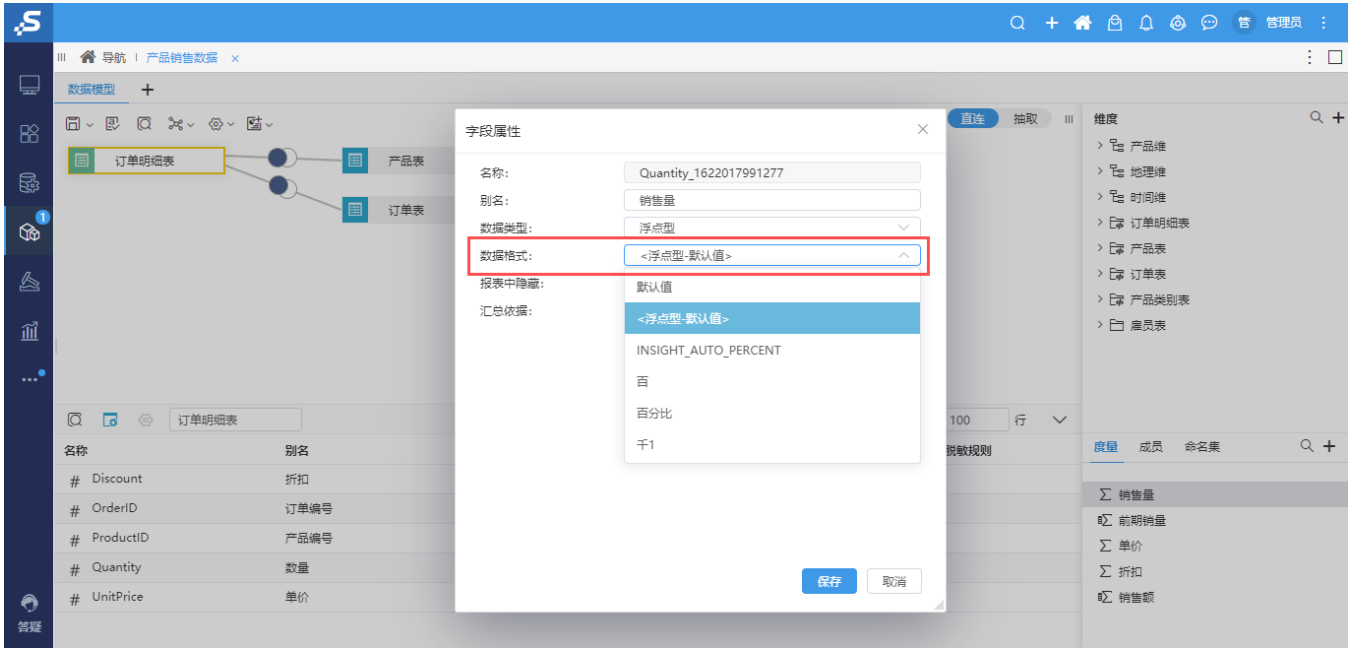 管 管理员
导航 产品销售数据 ×
数据模型 +
直连 抽取
订单明细表
产品表
订单表
1
答疑
字段属性
名称: Quantity_1622017991277
别名: 销售量
数据类型: 浮点型
数据格式: <浮点型-默认值>
报表中隐藏:
汇总依据:
默认值
<浮点型-默认值>
INSIGHT_AUTO_PERCENT
百
百分比
千1
保存 取消
订单明细表
100 行
名称 别名 脱敏规则
# Discount 折扣
# OrderID 订单编号
# ProductID 产品编号
# Quantity 数量
# UnitPrice 单价
维度
产品维
地理维
时间维
订单明细表
产品表
订单表
产品类别表
雇员表
度量 成员 命名集
销售量
前期销量
单价
折扣
销售额